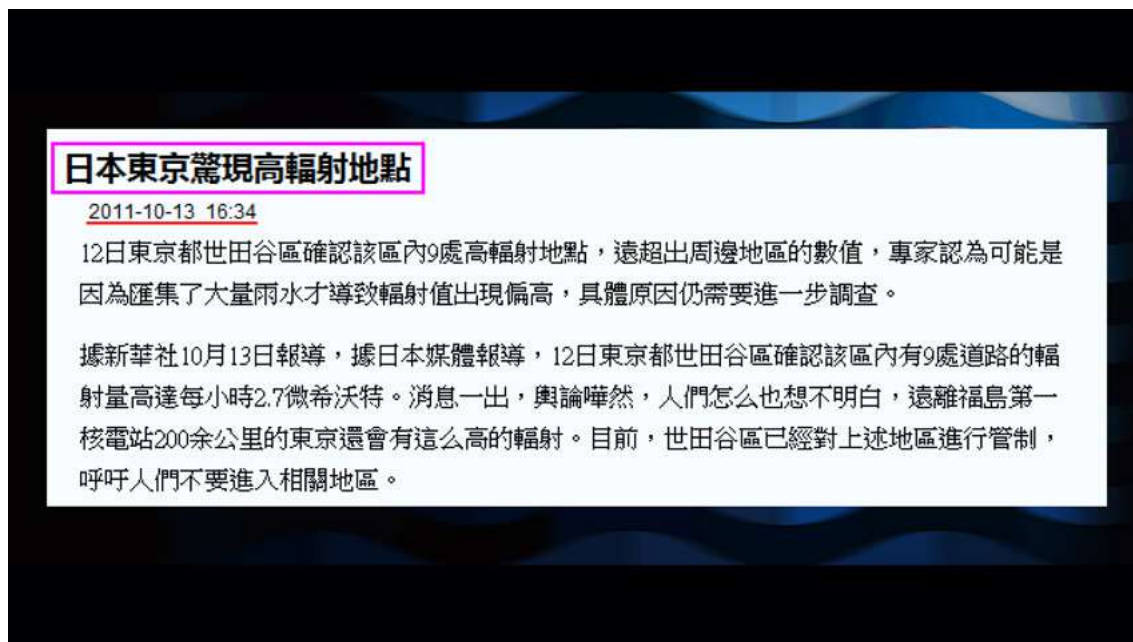 日本東京驚現高輻射地點
2011-10-13 16:34
12日東京都世田谷區確認該區內9處高輻射地點，遠超出周邊地區的數值，專家認為可能是
因為匯集了大量雨水才導致輻射值出現偏高，具體原因仍需要進一步調查。
據新華社10月13日報導，據日本媒體報導，12日東京都世田谷區確認該區內有9處道路的輻
射量高達每小時2.7微希沃特。消息一出，輿論嘩然，人們怎么也想不明白，遠離福島第一
核電站200余公里的東京還會有這么高的輻射。目前，世田谷區已經對上述地區進行管制，
呼吁人們不要進入相關地區。